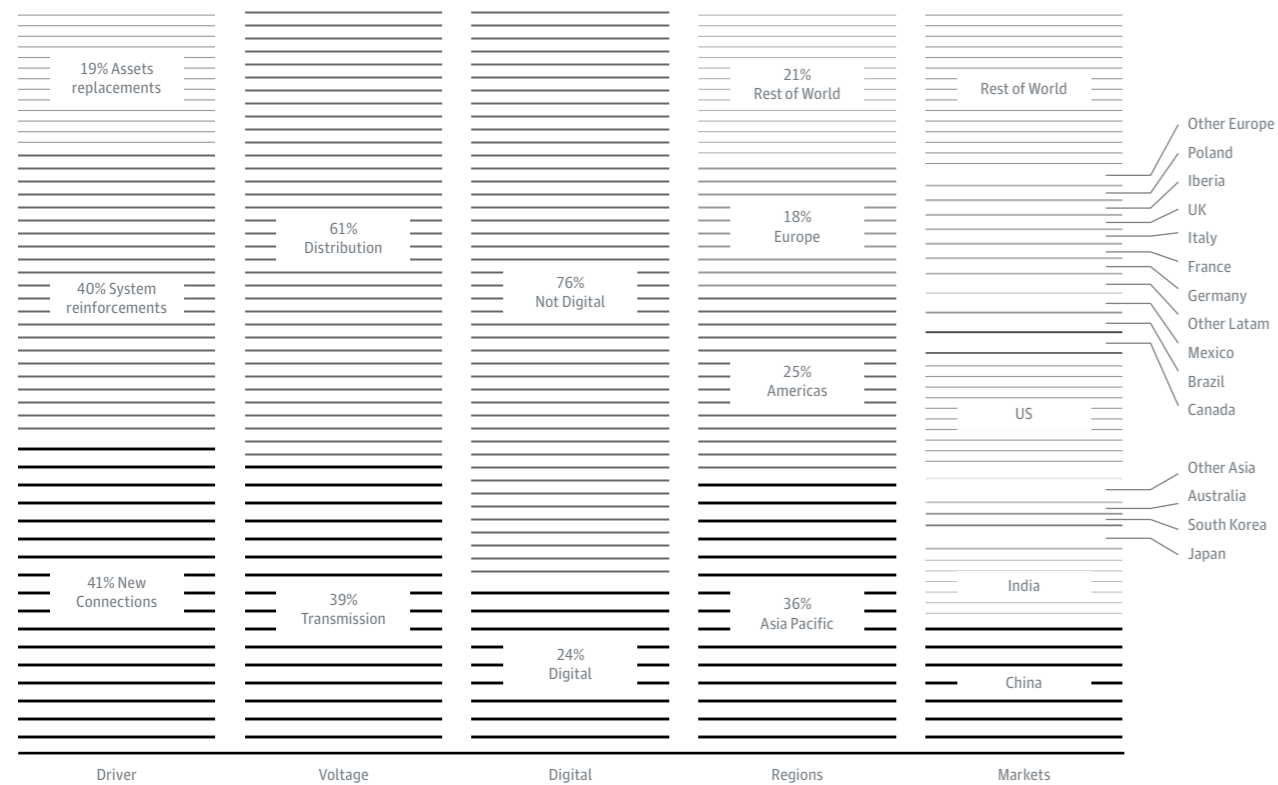 19% Assets
replacements
40% System
reinforcements
41% New
Connections
61%
Distribution
39%
Transmission
76%
Not Digital
24%
Digital
21%
Rest of World
18%
Europe
25%
Americas
36%
Asia Pacific
Rest of World
US
India
China
Other Europe
Poland
Iberia
UK
Italy
France
Germany
Other Latam
Mexico
Brazil
Canada
Other Asia
Australia
South Korea
Japan
Driver
Voltage
Digital
Regions
Markets